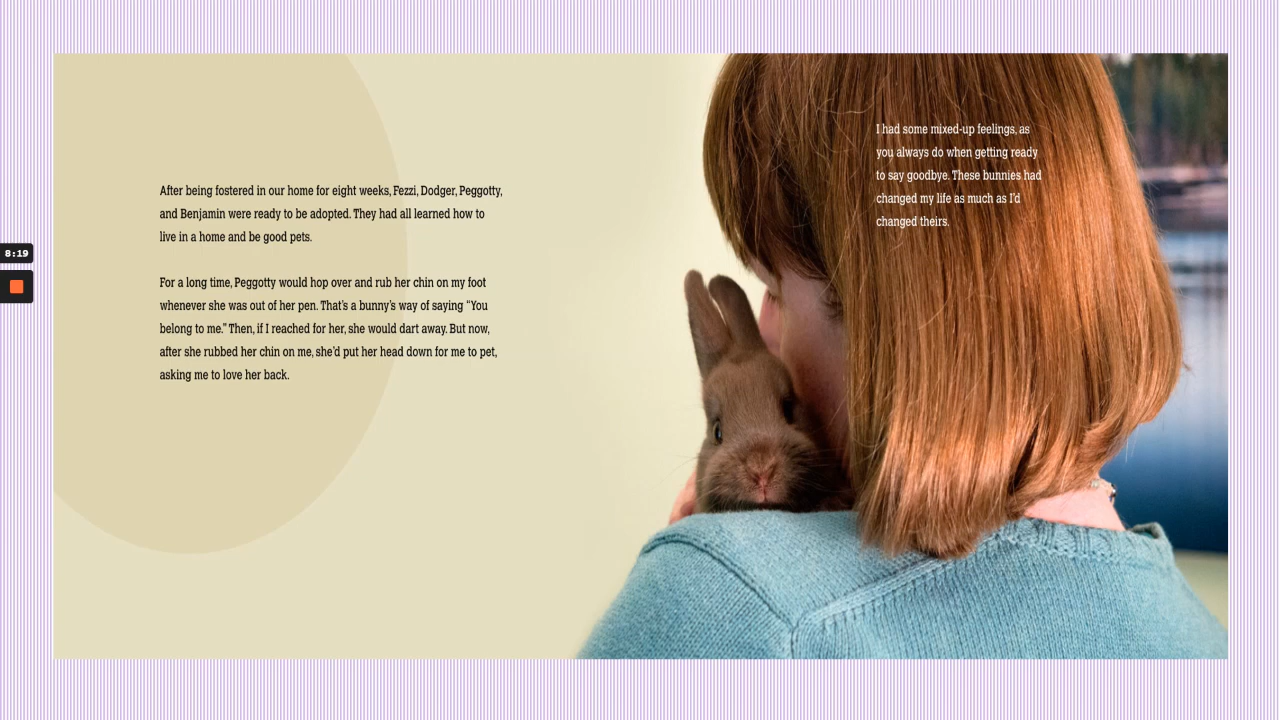 After being fostered in our home for eight weeks, Fezzi, Dodger, Peggotty,
and Benjamin were ready to be adopted. They had all learned how to
live in a home and be good pets.
For a long time, Peggotty would hop over and rub her chin on my foot
whenever she was out of her pen. That’s a bunny’s way of saying “You
belong to me.” Then, if I reached for her, she would dart away. But now,
after she rubbed her chin on me, she’d put her head down for me to pet,
asking me to love her back.
I had some mixed-up feelings, as
you always do when getting ready
to say goodbye. These bunnies had
changed my life as much as I’d
changed theirs.
8:19